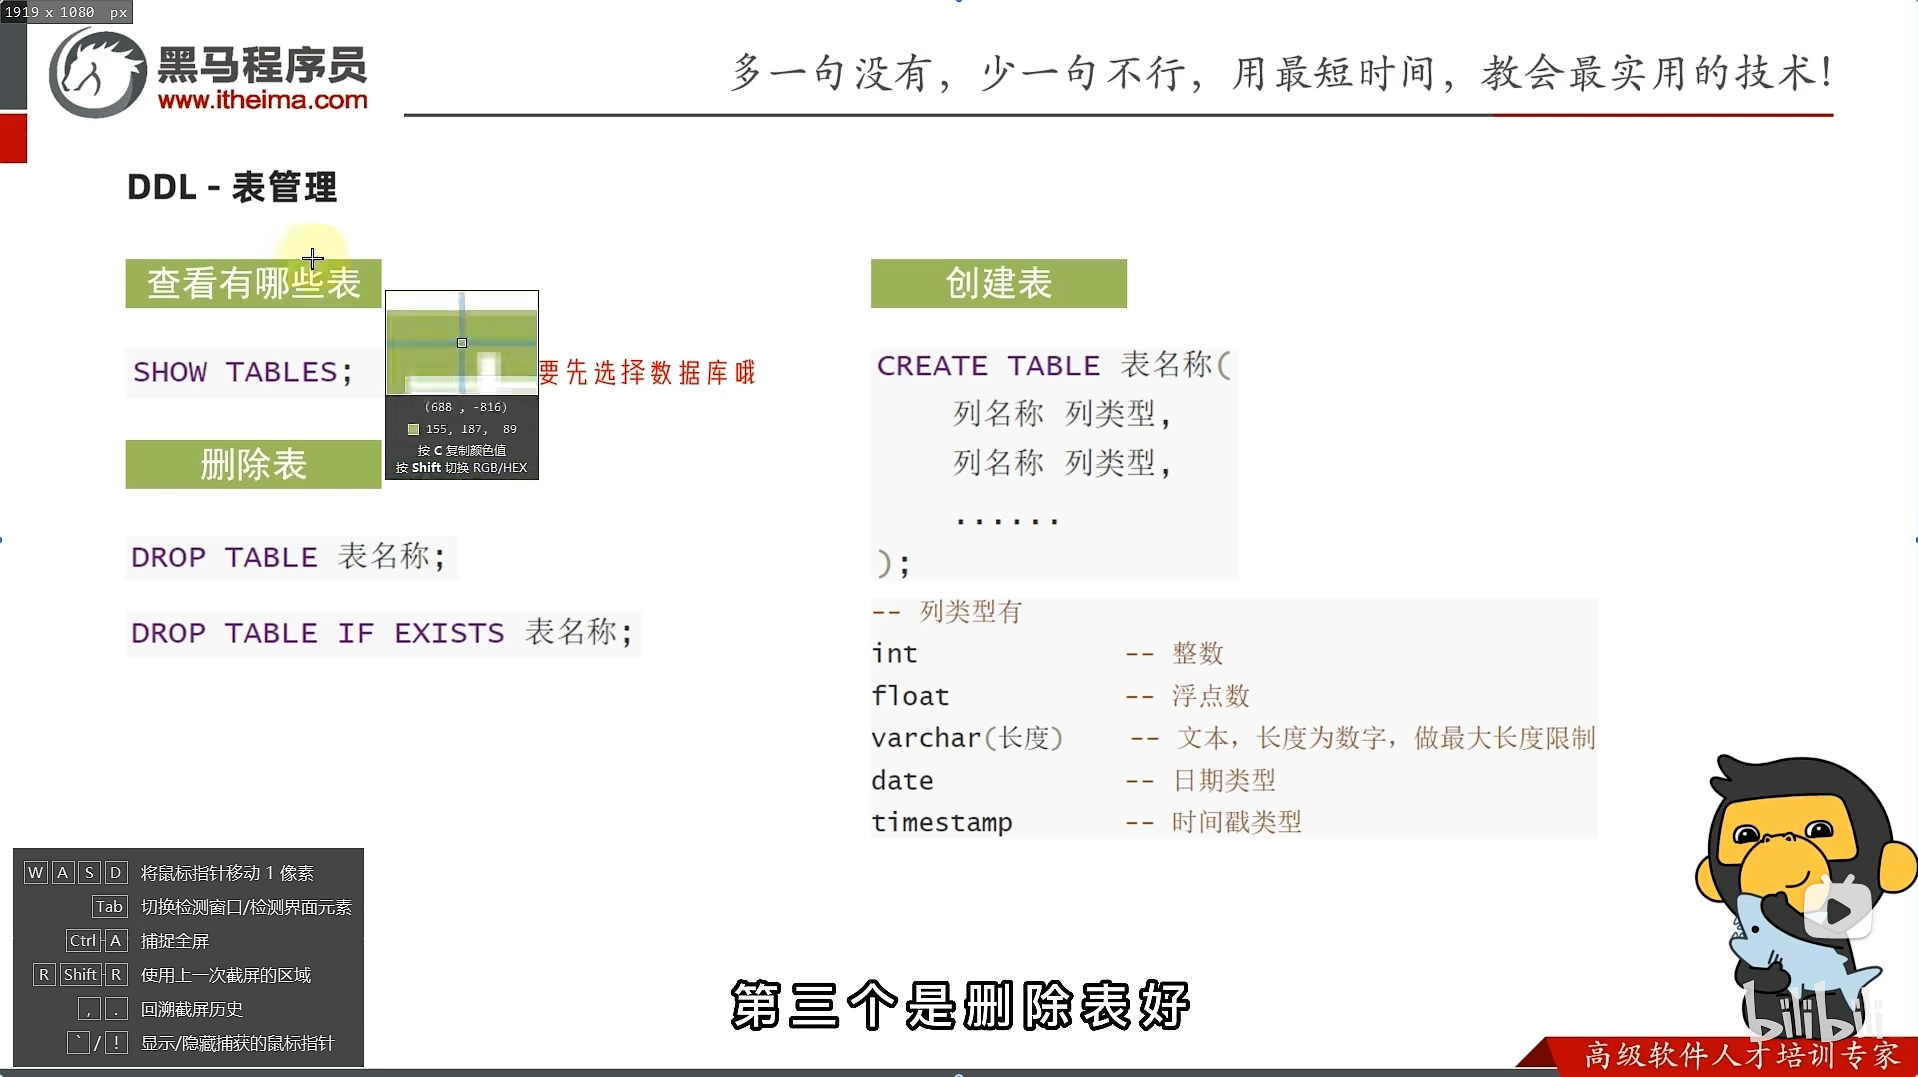 1919 x 1080 px
黑马程序员
www.itheima.com
多一句没有，少一句不行，用最短时间，教会最实用的技术！
DDL - 表管理
查看有哪些表
SHOW TABLES;
要先选择数据库哦
(688 , -816)
155, 187, 89
按 C 复制颜色值
按 Shift 切换 RGB/HEX
删除表
DROP TABLE 表名称;
DROP TABLE IF EXISTS 表名称;
创建表
CREATE TABLE 表名称(
列名称 列类型,
列名称 列类型,
......
);
-- 列类型有
int -- 整数
float -- 浮点数
varchar(长度) -- 文本，长度为数字，做最大长度限制
date -- 日期类型
timestamp -- 时间戳类型
W A S D 将鼠标指针移动 1 像素
Tab 切换检测窗口/检测界面元素
Ctrl-A 捕捉全屏
R Shift-R 使用上一次截屏的区域
, . 回溯截屏历史
` / ! 显示/隐藏捕获的鼠标指针
第三个是删除表好
bilibili
高级软件人才培训专家